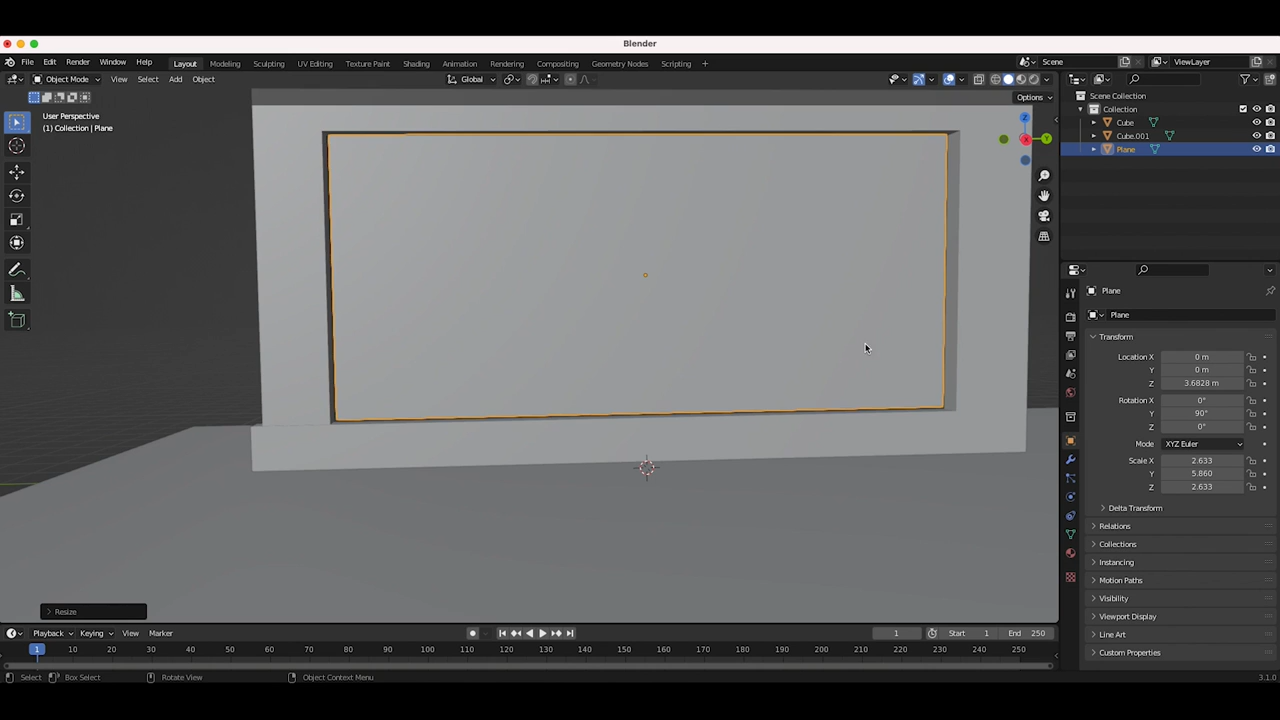 Blender
File Edit Render Window Help Layout Modeling Sculpting UV Editing Texture Paint Shading Animation Rendering Compositing Geometry Nodes Scripting + Scene ViewLayer
Object Mode View Select Add Object Global
Options
User Perspective
(1) Collection | Plane
Z
X
Y
Scene Collection
Collection
Cube
Cube.001
Plane
Plane
Plane
Transform
Location X 0 m
Y 0 m
Z 3.6828 m
Rotation X 0°
Y 90°
Z 0°
Mode XYZ Euler
Scale X 2.633
Y 5.860
Z 2.633
Delta Transform
Relations
Collections
Instancing
Motion Paths
Visibility
Viewport Display
Line Art
Custom Properties
Resize
Playback Keying View Marker 1 Start 1 End 250
1 10 20 30 40 50 60 70 80 90 100 110 120 130 140 150 160 170 180 190 200 210 220 230 240 250
Select Box Select Rotate View Object Context Menu 3.1.0